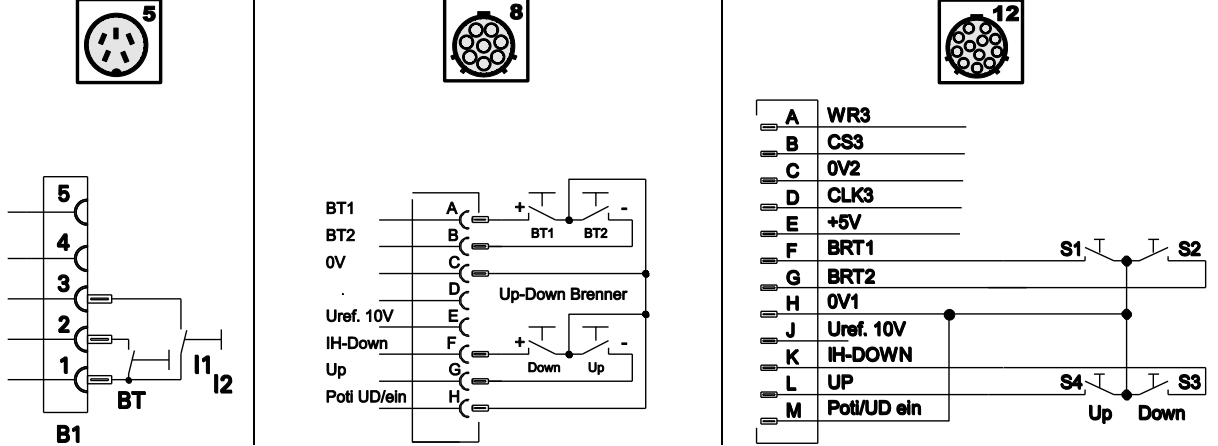 5
5
4
3
2
1
BT
I1
I2
B1
8
BT1
BT2
0V
.
Uref. 10V
IH-Down
Up
Poti UD/ein
A
B
C
D
E
F
G
H
+
-
BT1 BT2
Up-Down Brenner
+
-
Down Up
12
A WR3
B CS3
C 0V2
D CLK3
E +5V
F BRT1
G BRT2
H 0V1
J Uref. 10V
K IH-DOWN
L UP
M Poti/UD ein
S1 S2
S4 S3
Up Down